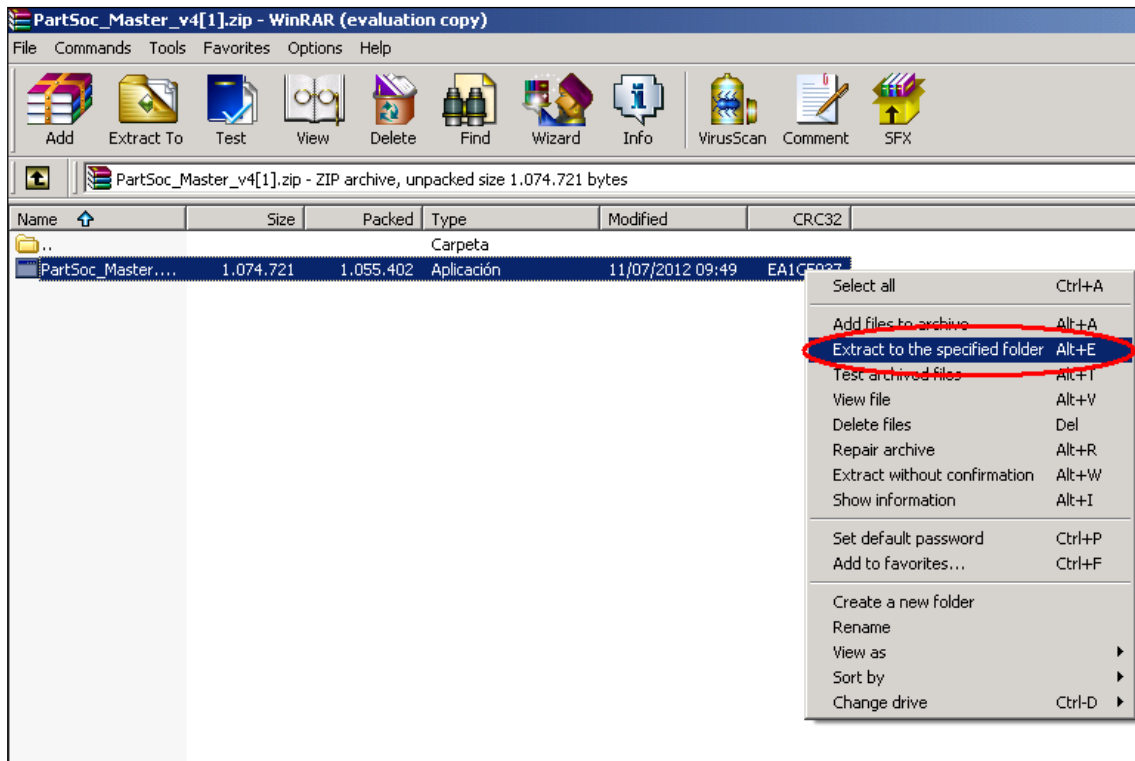 PartSoc_Master_v4[1].zip - WinRAR (evaluation copy)
File Commands Tools Favorites Options Help
Add Extract To Test View Delete Find Wizard Info VirusScan Comment SFX
PartSoc_Master_v4[1].zip - ZIP archive, unpacked size 1.074.721 bytes
Name Size Packed Type Modified CRC32
.. Carpeta
PartSoc_Master.... 1.074.721 1.055.402 Aplicación 11/07/2012 09:49
Select all Ctrl+A
Add files to archive Alt+A
Extract to the specified folder Alt+E
Test archived files Alt+T
View file Alt+V
Delete files Del
Repair archive Alt+R
Extract without confirmation Alt+W
Show information Alt+I
Set default password Ctrl+P
Add to favorites... Ctrl+F
Create a new folder
Rename
View as
Sort by
Change drive Ctrl-D